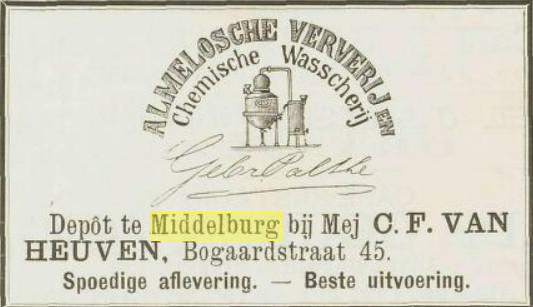 ALMELOSCHE VERVERIJ EN
Chemische Wasscherij
Gebr Palthe
Depôt te Middelburg bij Mej C. F. VAN
HEUVEN, Bogaardstraat 45.
Spoedige aflevering. — Beste uitvoering.